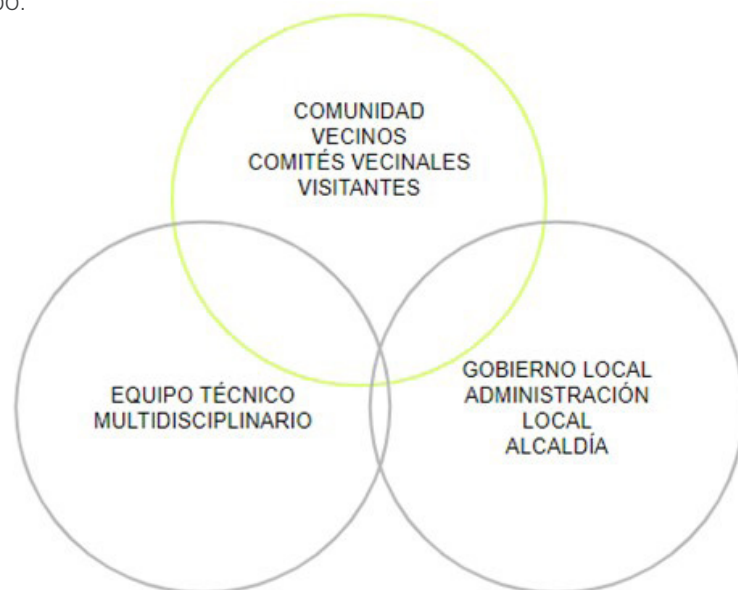 COMUNIDAD
VECINOS
COMITÉS VECINALES
VISITANTES
EQUIPO TÉCNICO
MULTIDISCIPLINARIO
GOBIERNO LOCAL
ADMINISTRACIÓN
LOCAL
ALCALDÍA